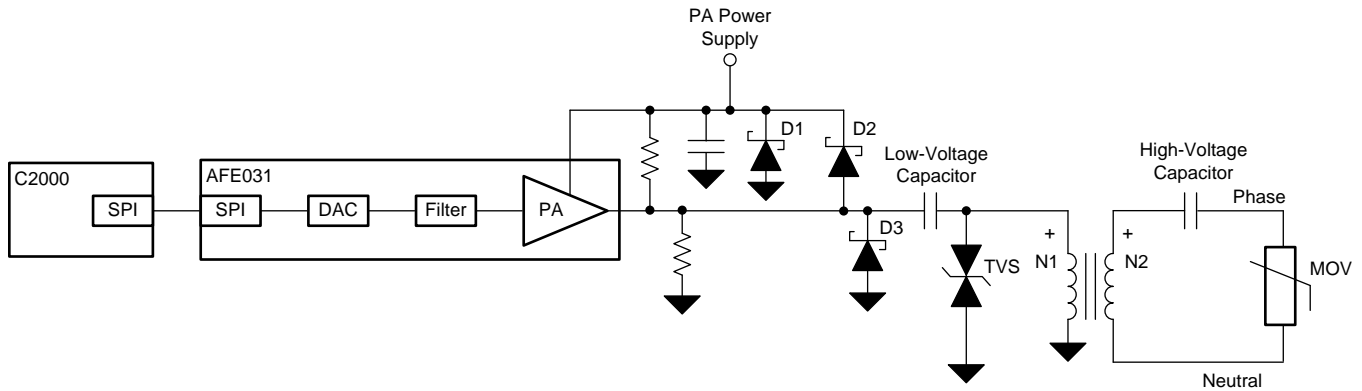 PA Power
Supply
D1
D2
Low-Voltage
Capacitor
High-Voltage
Capacitor
Phase
C2000
SPI
AFE031
SPI
DAC
Filter
PA
D3
TVS
+
N1
+
N2
MOV
Neutral